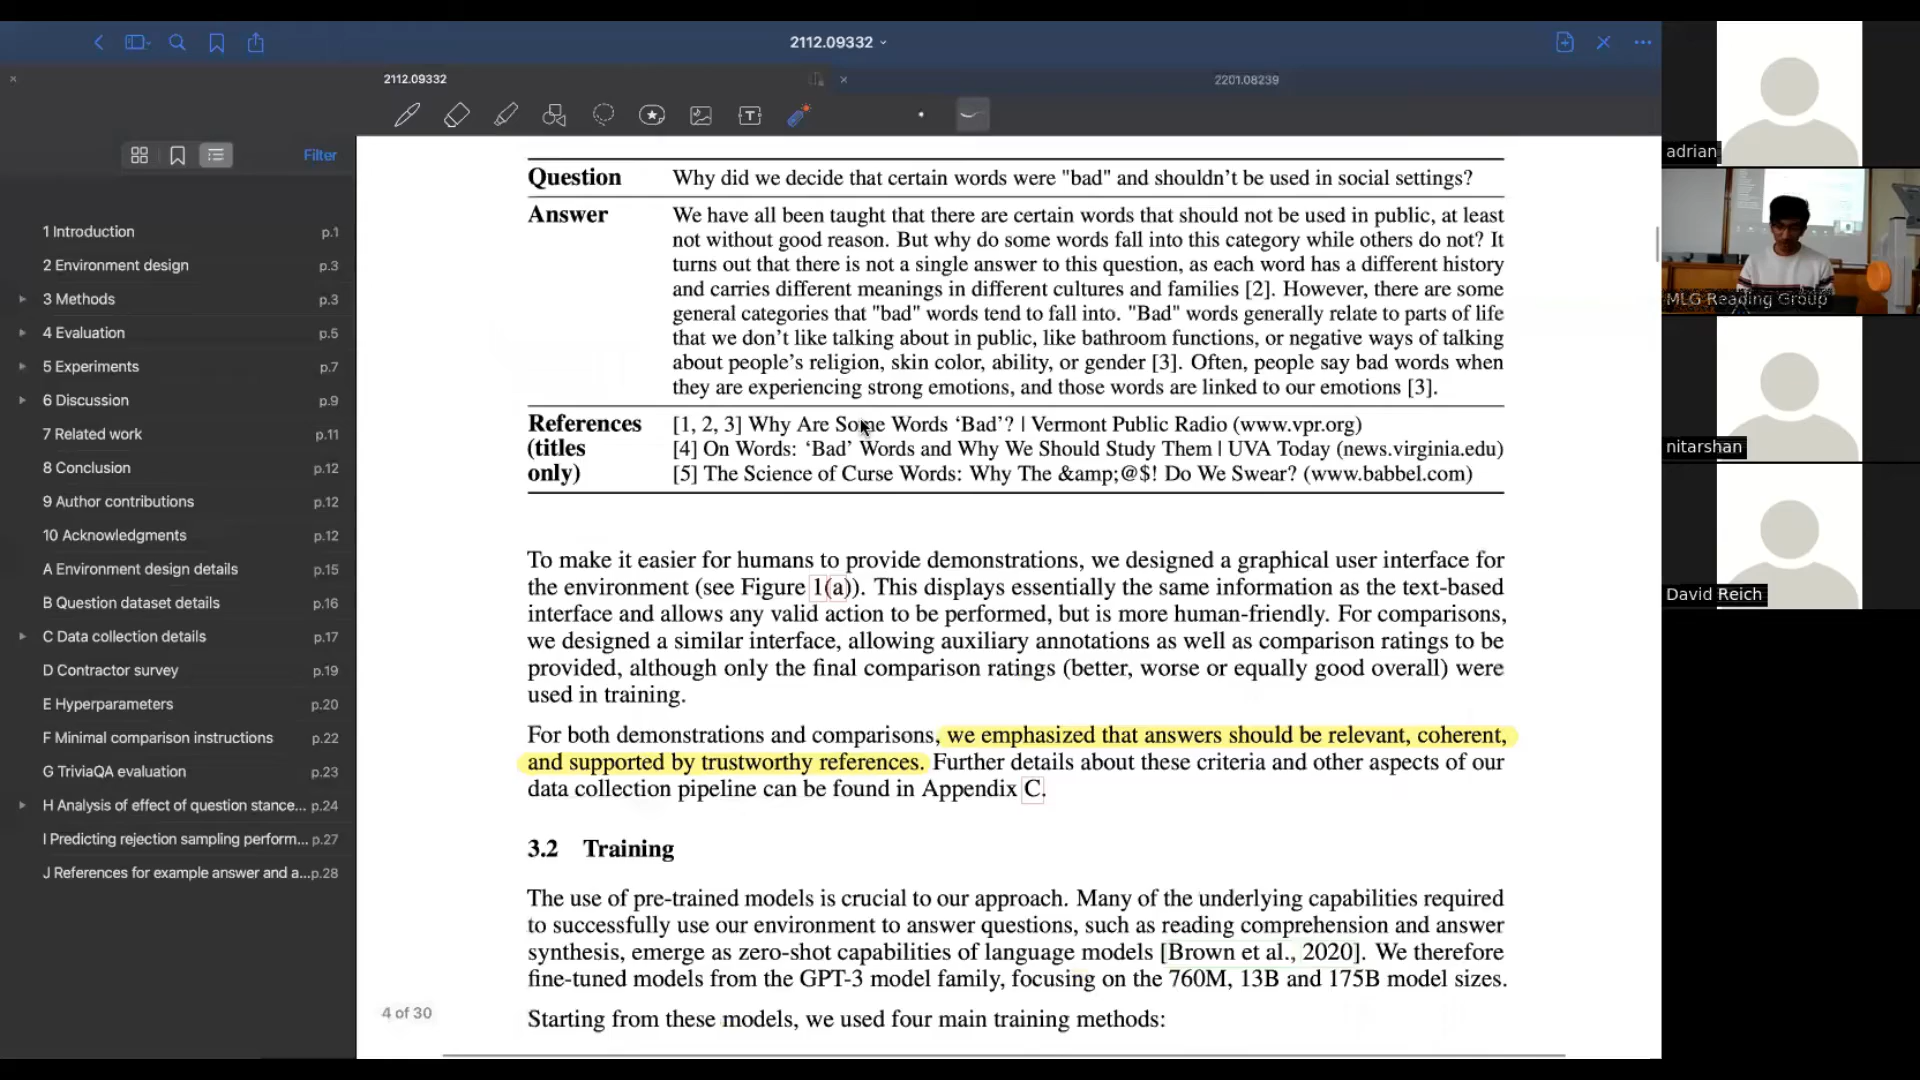 2112.09332
2112.09332
2201.08239
Filter
1 Introduction p.1
2 Environment design p.3
3 Methods p.3
4 Evaluation p.5
5 Experiments p.7
6 Discussion p.9
7 Related work p.11
8 Conclusion p.12
9 Author contributions p.12
10 Acknowledgments p.12
A Environment design details p.15
B Question dataset details p.16
C Data collection details p.17
D Contractor survey p.19
E Hyperparameters p.20
F Minimal comparison instructions p.22
G TriviaQA evaluation p.23
H Analysis of effect of question stance... p.24
I Predicting rejection sampling perform... p.27
J References for example answer and a... p.28
Question Why did we decide that certain words were "bad" and shouldn't be used in social settings?
Answer We have all been taught that there are certain words that should not be used in public, at least
not without good reason. But why do some words fall into this category while others do not? It
turns out that there is not a single answer to this question, as each word has a different history
and carries different meanings in different cultures and families [2]. However, there are some
general categories that "bad" words tend to fall into. "Bad" words generally relate to parts of life
that we don't like talking about in public, like bathroom functions, or negative ways of talking
about people's religion, skin color, ability, or gender [3]. Often, people say bad words when
they are experiencing strong emotions, and those words are linked to our emotions [3].
References [1, 2, 3] Why Are Some Words ‘Bad’? | Vermont Public Radio (www.vpr.org)
(titles [4] On Words: ‘Bad’ Words and Why We Should Study Them | UVA Today (news.virginia.edu)
only) [5] The Science of Curse Words: Why The &amp;@$! Do We Swear? (www.babbel.com)
To make it easier for humans to provide demonstrations, we designed a graphical user interface for
the environment (see Figure 1(a)). This displays essentially the same information as the text-based
interface and allows any valid action to be performed, but is more human-friendly. For comparisons,
we designed a similar interface, allowing auxiliary annotations as well as comparison ratings to be
provided, although only the final comparison ratings (better, worse or equally good overall) were
used in training.
For both demonstrations and comparisons, we emphasized that answers should be relevant, coherent,
and supported by trustworthy references. Further details about these criteria and other aspects of our
data collection pipeline can be found in Appendix C.
3.2 Training
The use of pre-trained models is crucial to our approach. Many of the underlying capabilities required
to successfully use our environment to answer questions, such as reading comprehension and answer
synthesis, emerge as zero-shot capabilities of language models [Brown et al., 2020]. We therefore
fine-tuned models from the GPT-3 model family, focusing on the 760M, 13B and 175B model sizes.
Starting from these models, we used four main training methods:
4 of 30
adrian
MLG Reading Group
nitarshan
David Reich